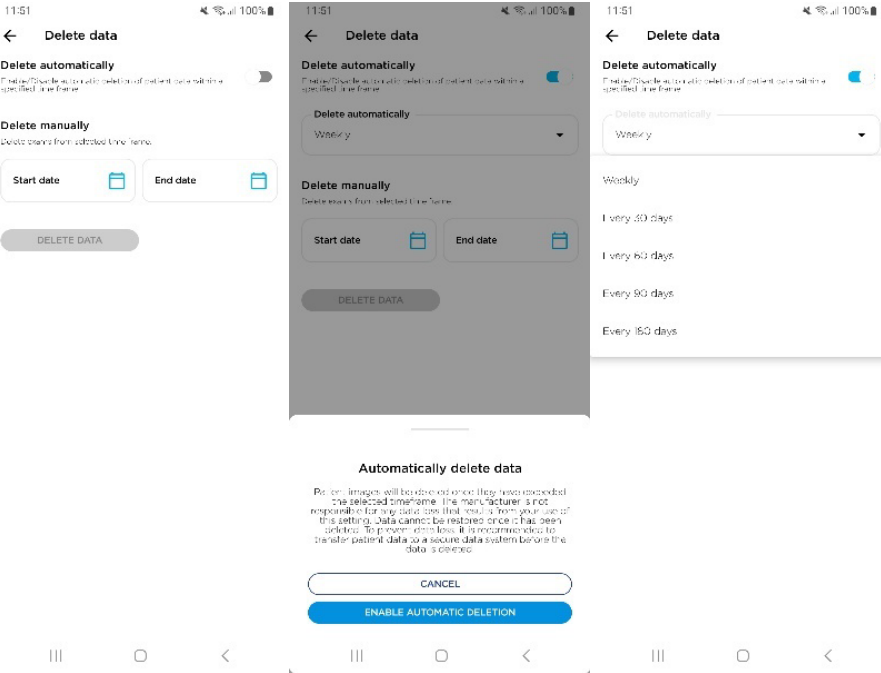 11:51
100%
Delete data
Delete automatically
Enable/Disable automatic deletion of patient data within a
specified time frame
Delete manually
Delete exams from selected time frame.
Start date
End date
DELETE DATA
11:51
100%
Delete data
Delete automatically
Enable/Disable automatic deletion of patient data within a
specified time frame
Delete automatically
Weekly
Delete manually
Delete exams from selected time frame
Start date
End date
DELETE DATA
Automatically delete data
Patient images will be deleted once they have exceeded
the selected timeframe. The manufacturer is not
responsible for any data loss that results from your use of
this setting. Data cannot be restored once it has been
deleted. To prevent data loss, it is recommended to
transfer patient data to a secure data system before the
data is deleted
CANCEL
ENABLE AUTOMATIC DELETION
11:51
100%
Delete data
Delete automatically
Enable/Disable automatic deletion of patient data within a
specified time frame
Delete automatically
Weekly
Weekly
Every 30 days
Every 60 days
Every 90 days
Every 180 days